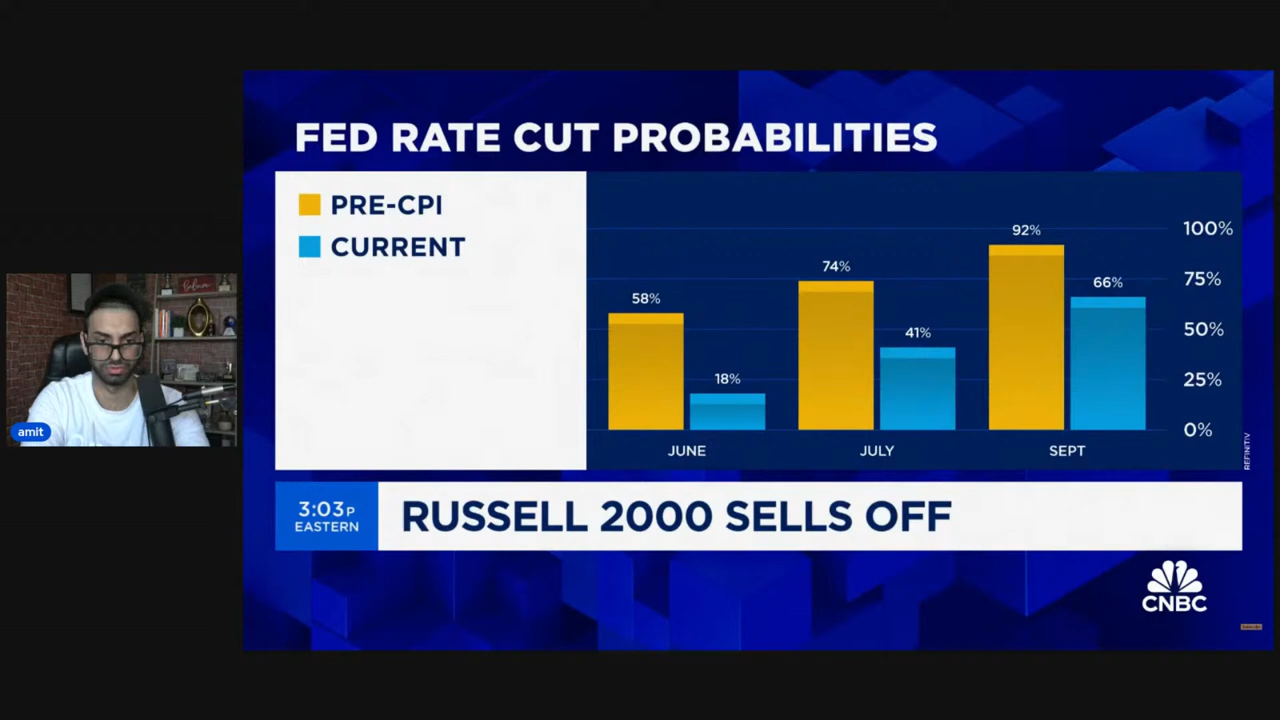 FED RATE CUT PROBABILITIES
PRE-CPI
CURRENT
100%
75%
50%
25%
0%
58%
18%
74%
41%
92%
66%
JUNE
JULY
SEPT
REFINITIV
3:03P
EASTERN
RUSSELL 2000 SELLS OFF
CNBC
amit